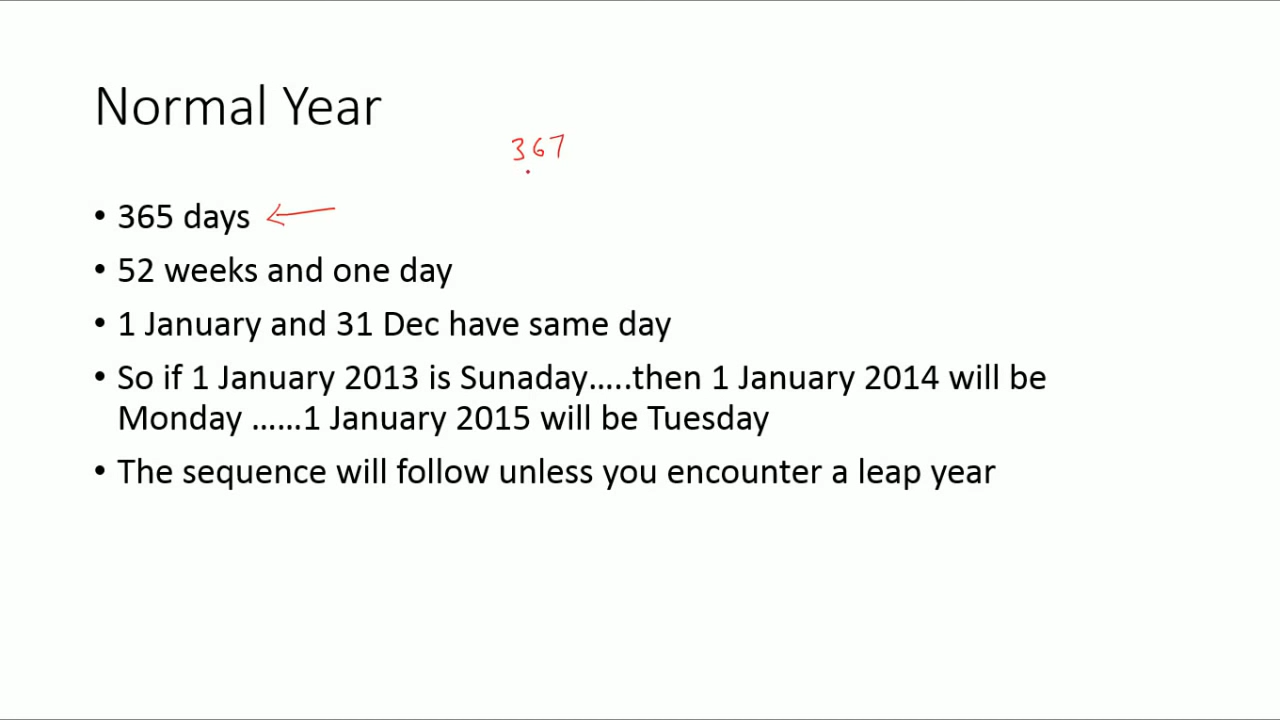 Normal Year
367
• 365 days
• 52 weeks and one day
• 1 January and 31 Dec have same day
• So if 1 January 2013 is Sunaday.....then 1 January 2014 will be
Monday ......1 January 2015 will be Tuesday
• The sequence will follow unless you encounter a leap year